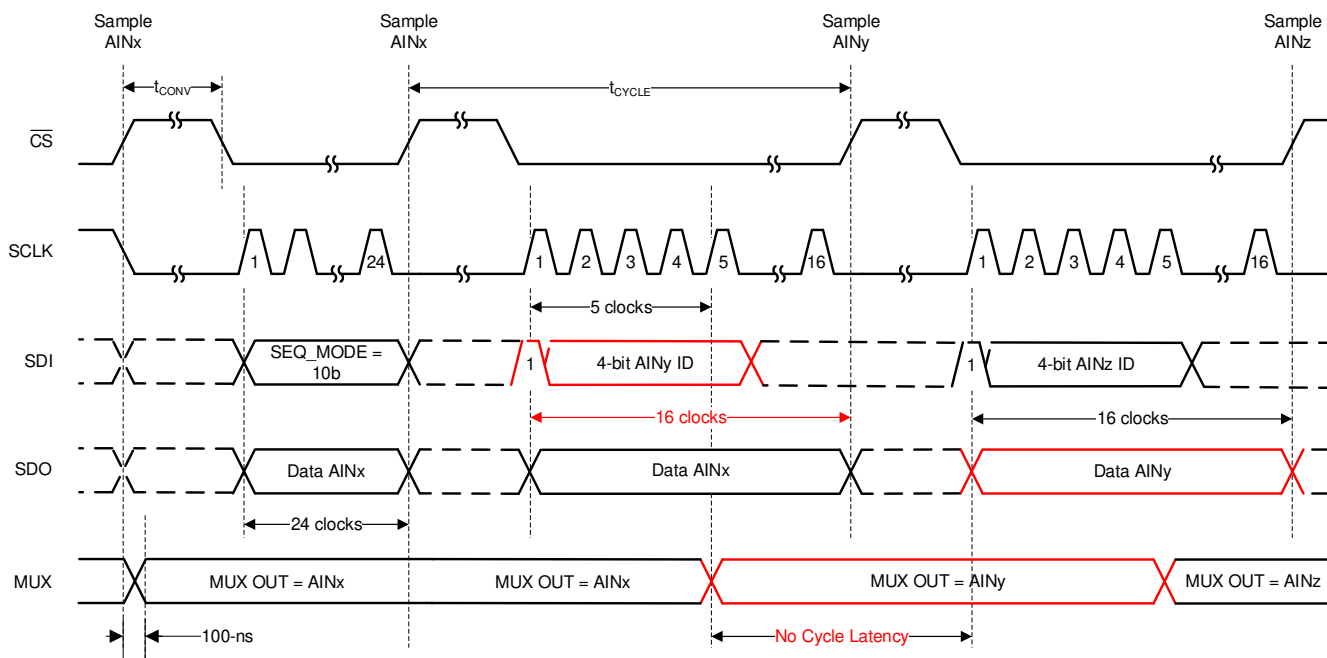 Sample
AINx
Sample
AINx
Sample
AINy
Sample
AINz
tCONV
tCYCLE
CS
SCLK
1
24
1
2
3
4
5
16
1
2
3
4
5
16
5 clocks
SDI
SEQ_MODE =
10b
1
4-bit AINy ID
1
4-bit AINz ID
16 clocks
16 clocks
SDO
Data AINx
Data AINx
Data AINy
24 clocks
MUX
MUX OUT = AINx
MUX OUT = AINx
MUX OUT = AINy
MUX OUT = AINz
100-ns
No Cycle Latency